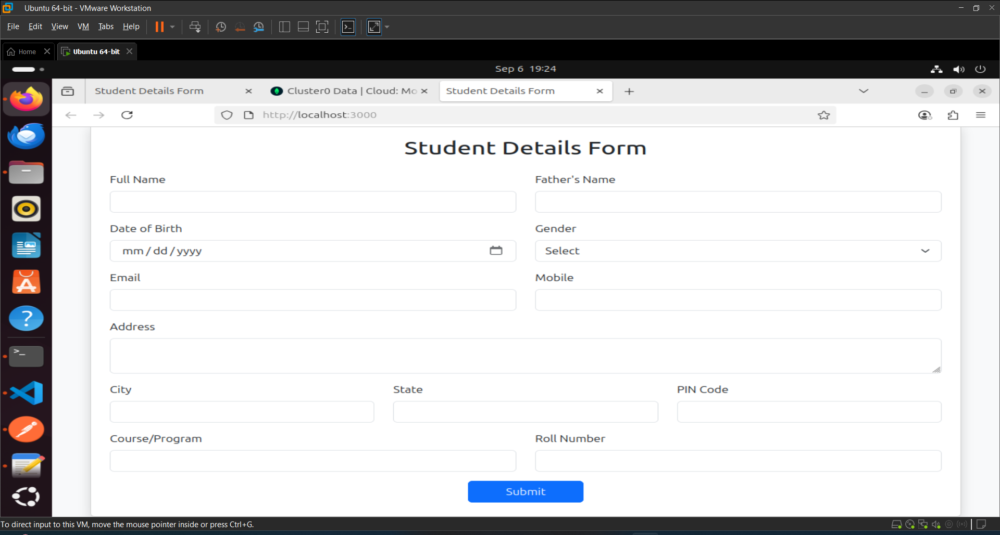 Ubuntu 64-bit - VMware Workstation
File Edit View VM Tabs Help
Home Ubuntu 64-bit
Sep 6 19:24
Student Details Form Cluster0 Data | Cloud: Mo Student Details Form
http://localhost:3000
Student Details Form
Full Name Father's Name
Date of Birth Gender
mm / dd / yyyy Select
Email Mobile
Address
City State PIN Code
Course/Program Roll Number
Submit
To direct input to this VM, move the mouse pointer inside or press Ctrl+G.